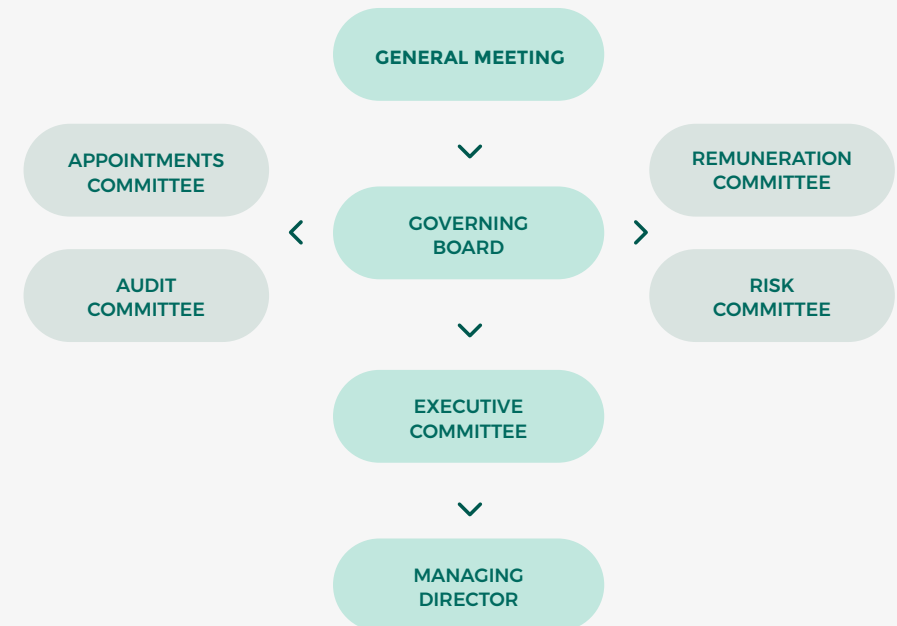 GENERAL MEETING
APPOINTMENTS
COMMITTEE
REMUNERATION
COMMITTEE
GOVERNING
BOARD
AUDIT
COMMITTEE
RISK
COMMITTEE
EXECUTIVE
COMMITTEE
MANAGING
DIRECTOR